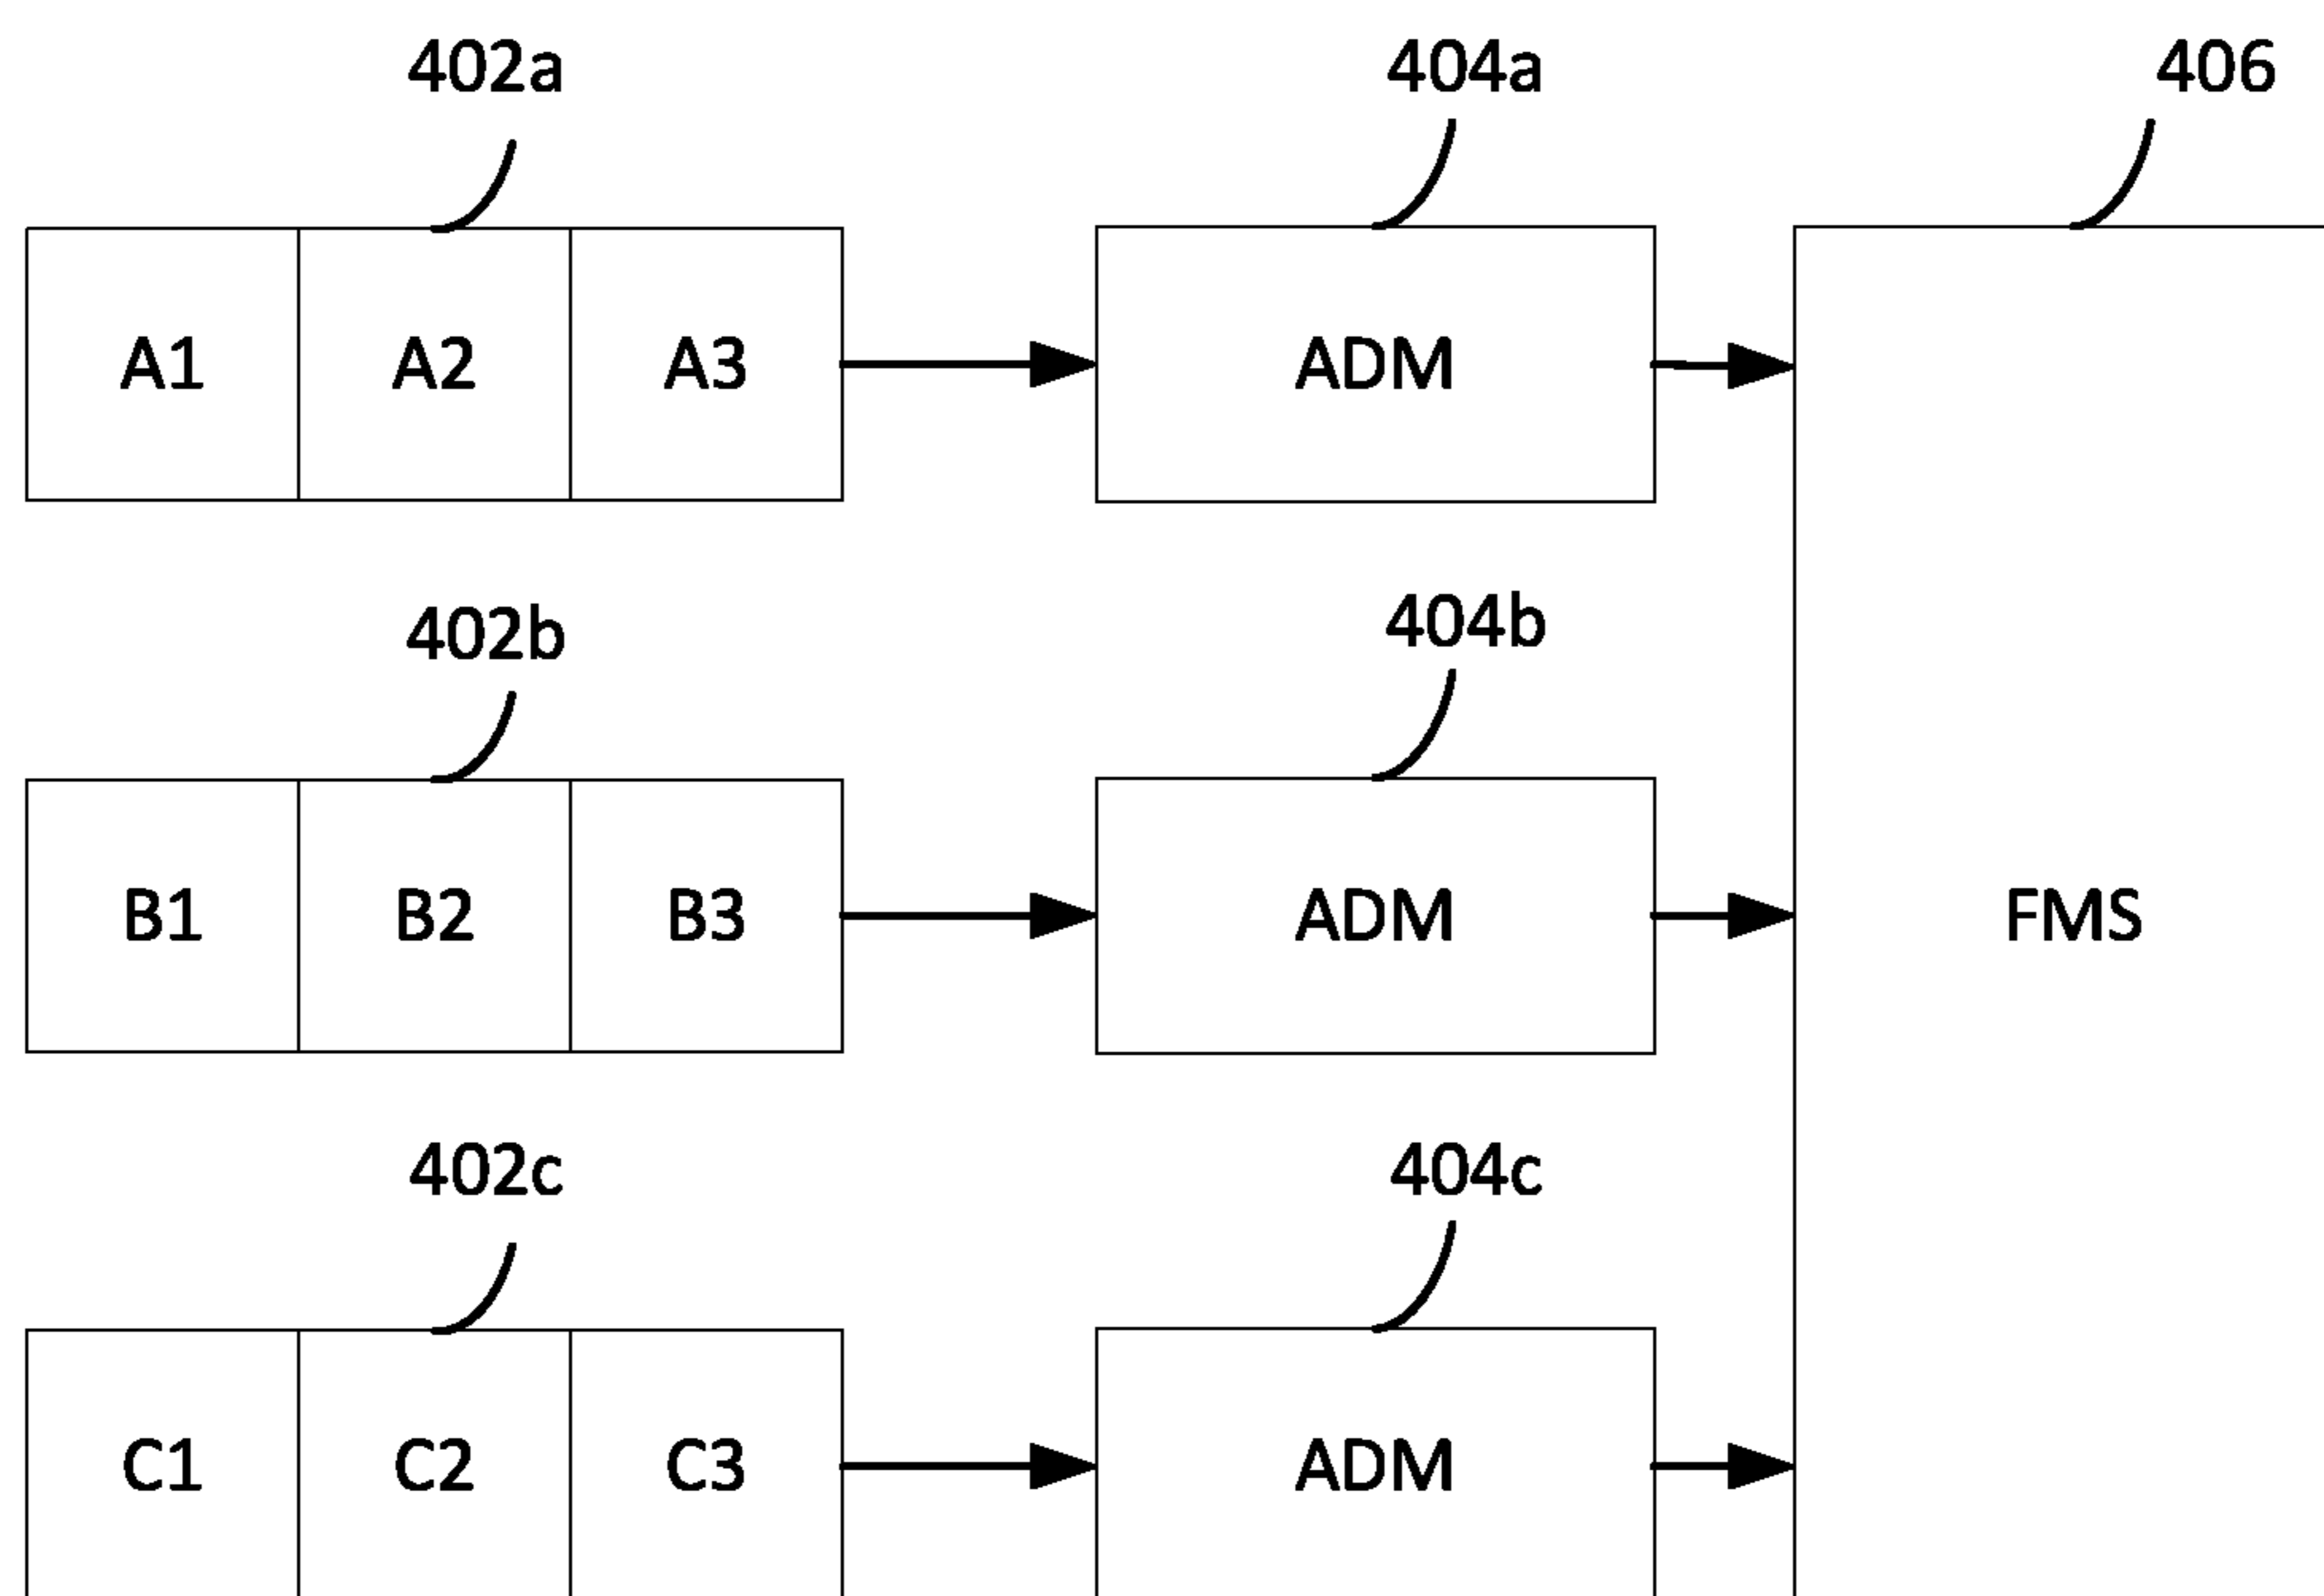 402a 404a 406
A1 A2 A3 ADM
402b 404b
B1 B2 B3 ADM FMS
402c 404c
C1 C2 C3 ADM